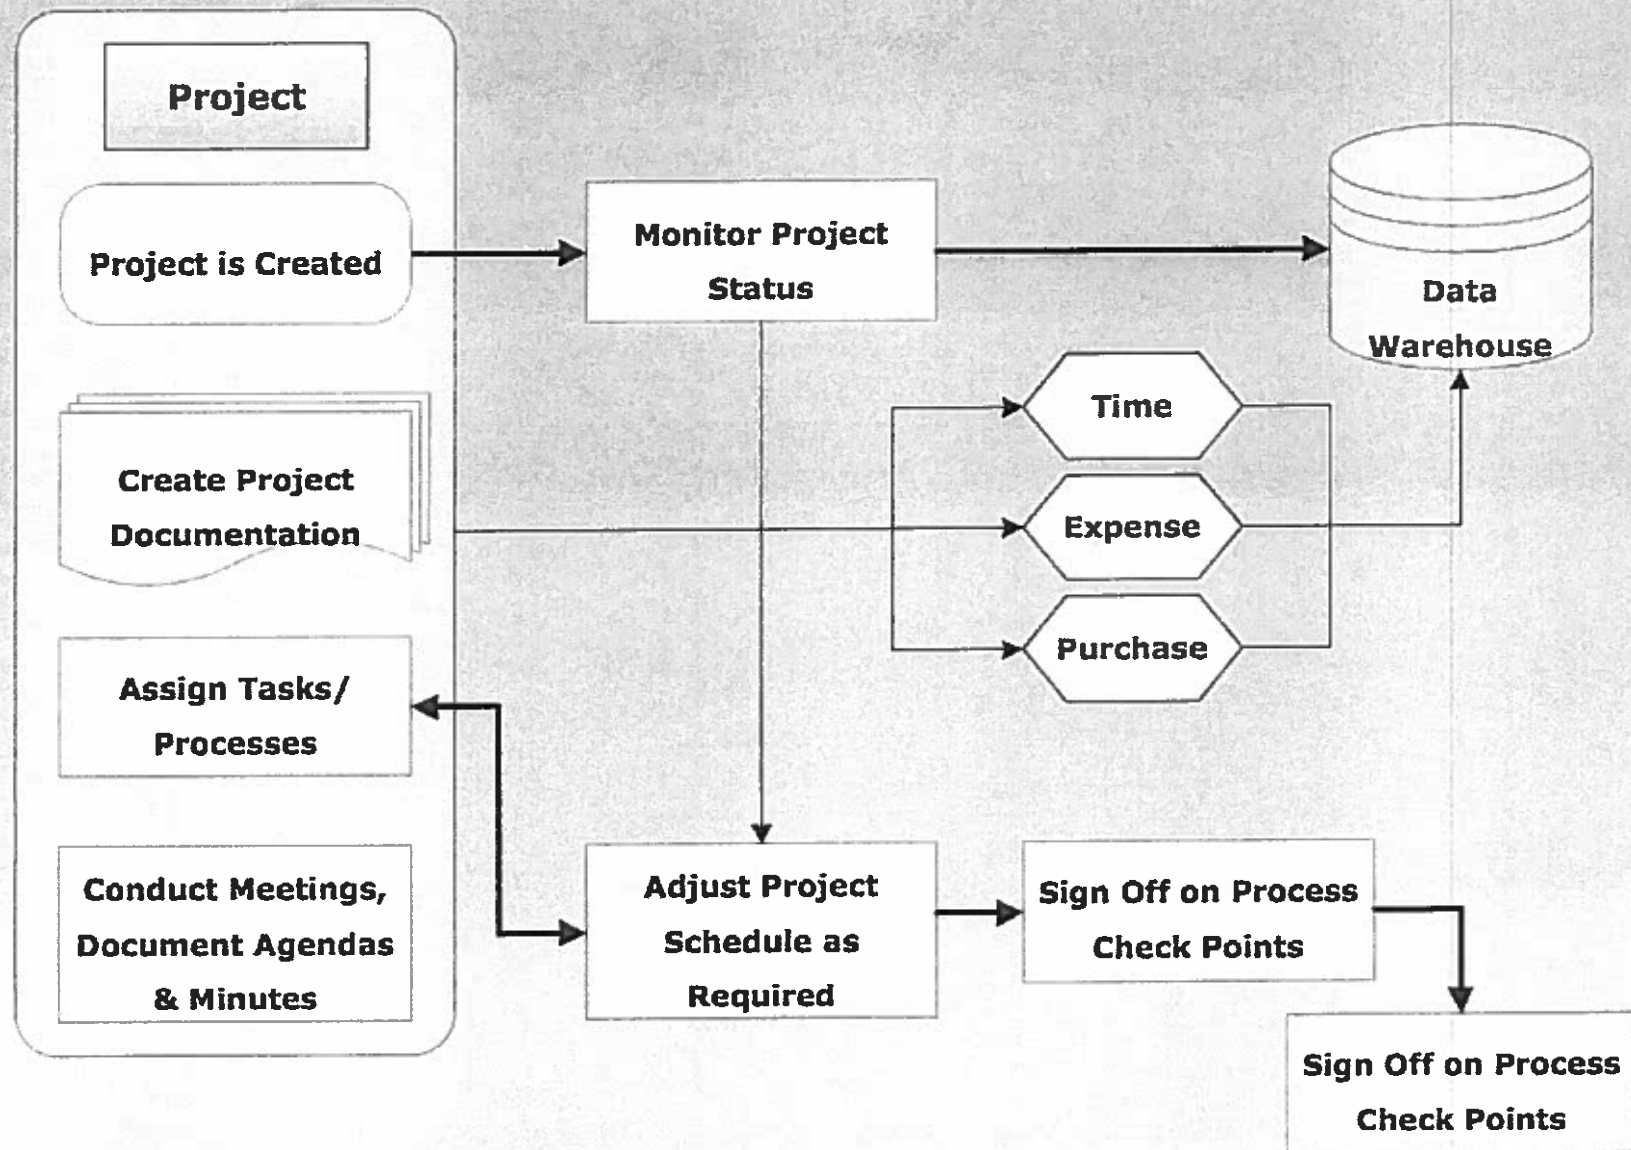 Project
Project is Created
Monitor Project
Status
Data
Warehouse
Time
Create Project
Documentation
Expense
Purchase
Assign Tasks/
Processes
Conduct Meetings,
Document Agendas
& Minutes
Adjust Project
Schedule as
Required
Sign Off on Process
Check Points
Sign Off on Process
Check Points